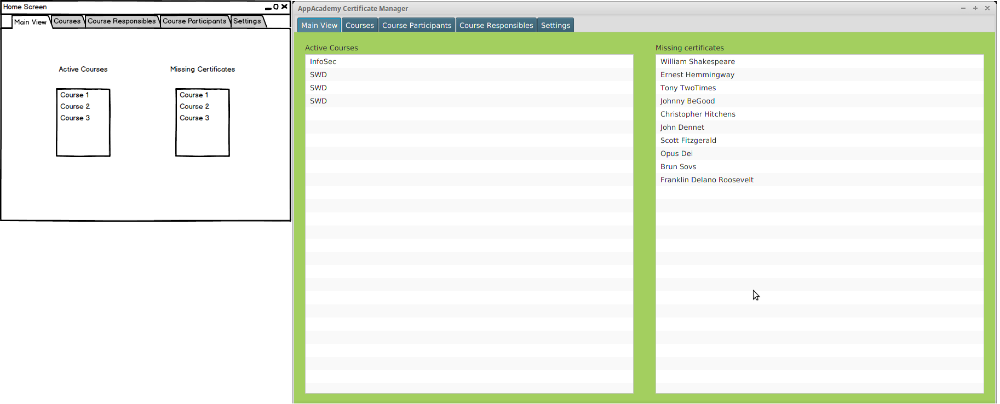 Home Screen
Main View Courses Course Responsibles Course Participants Settings
Active Courses
Course 1
Course 2
Course 3
Missing Certificates
Course 1
Course 2
Course 3
AppAcademy Certificate Manager
Main View Courses Course Participants Course Responsibles Settings
Active Courses
InfoSec
SWD
SWD
SWD
Missing certificates
William Shakespeare
Ernest Hemmingway
Tony TwoTimes
Johnny BeGood
Christopher Hitchens
John Dennet
Scott Fitzgerald
Opus Dei
Brun Sovs
Franklin Delano Roosevelt